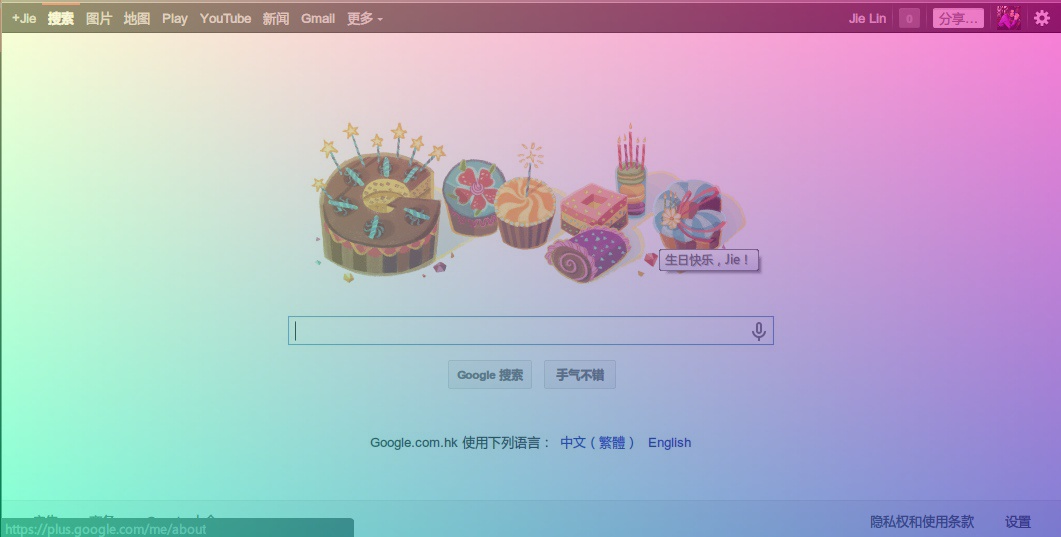 +Jie 搜索 图片 地图 Play YouTube 新闻 Gmail 更多 Jie Lin 0 分享...
生日快乐，Jie！
Google 搜索 手气不错
Google.com.hk 使用下列语言： 中文（繁體） English
隐私权和使用条款 设置
https://plus.google.com/me/about